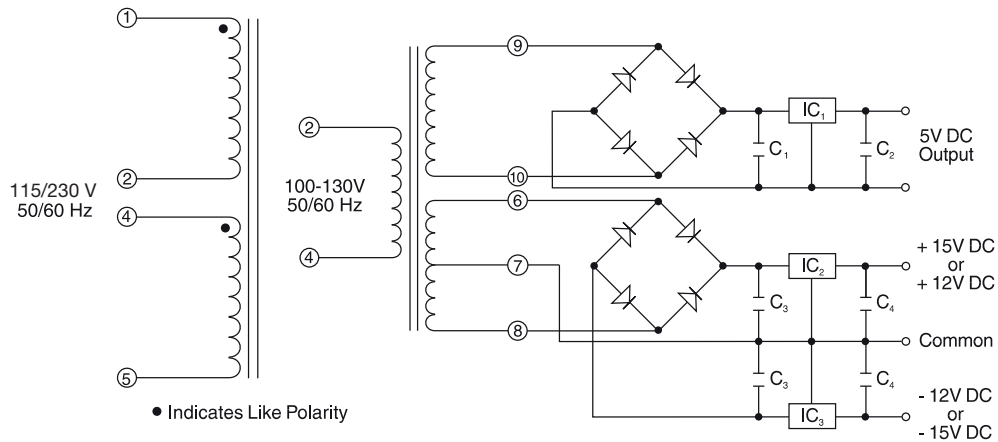 1
2
115/230 V
50/60 Hz
4
5
● Indicates Like Polarity
2
100-130V
50/60 Hz
4
9
10
6
7
8
IC1
C1
C2
5V DC
Output
IC2
C3
C4
+ 15V DC
or
+ 12V DC
Common
C3
C4
IC3
- 12V DC
or
- 15V DC